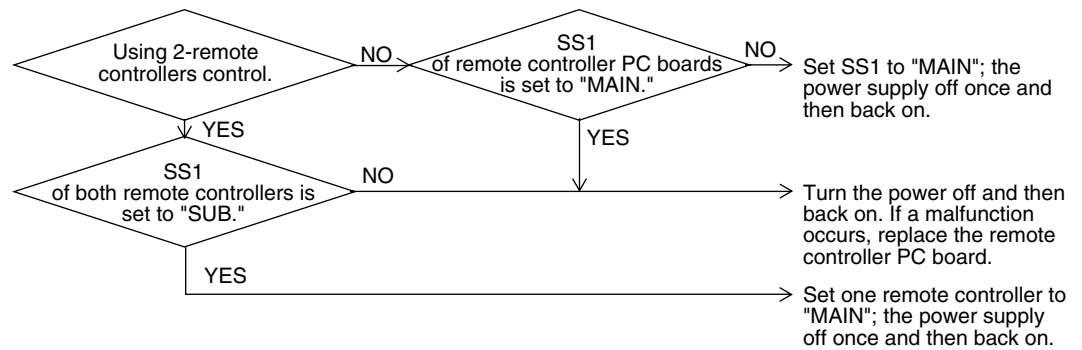 Using 2-remote
controllers control.
NO
SS1
of remote controller PC boards
is set to "MAIN."
NO
Set SS1 to "MAIN"; the
power supply off once and
then back on.
YES
YES
SS1
of both remote controllers is
set to "SUB."
NO
Turn the power off and then
back on. If a malfunction
occurs, replace the remote
controller PC board.
YES
Set one remote controller to
"MAIN"; the power supply
off once and then back on.